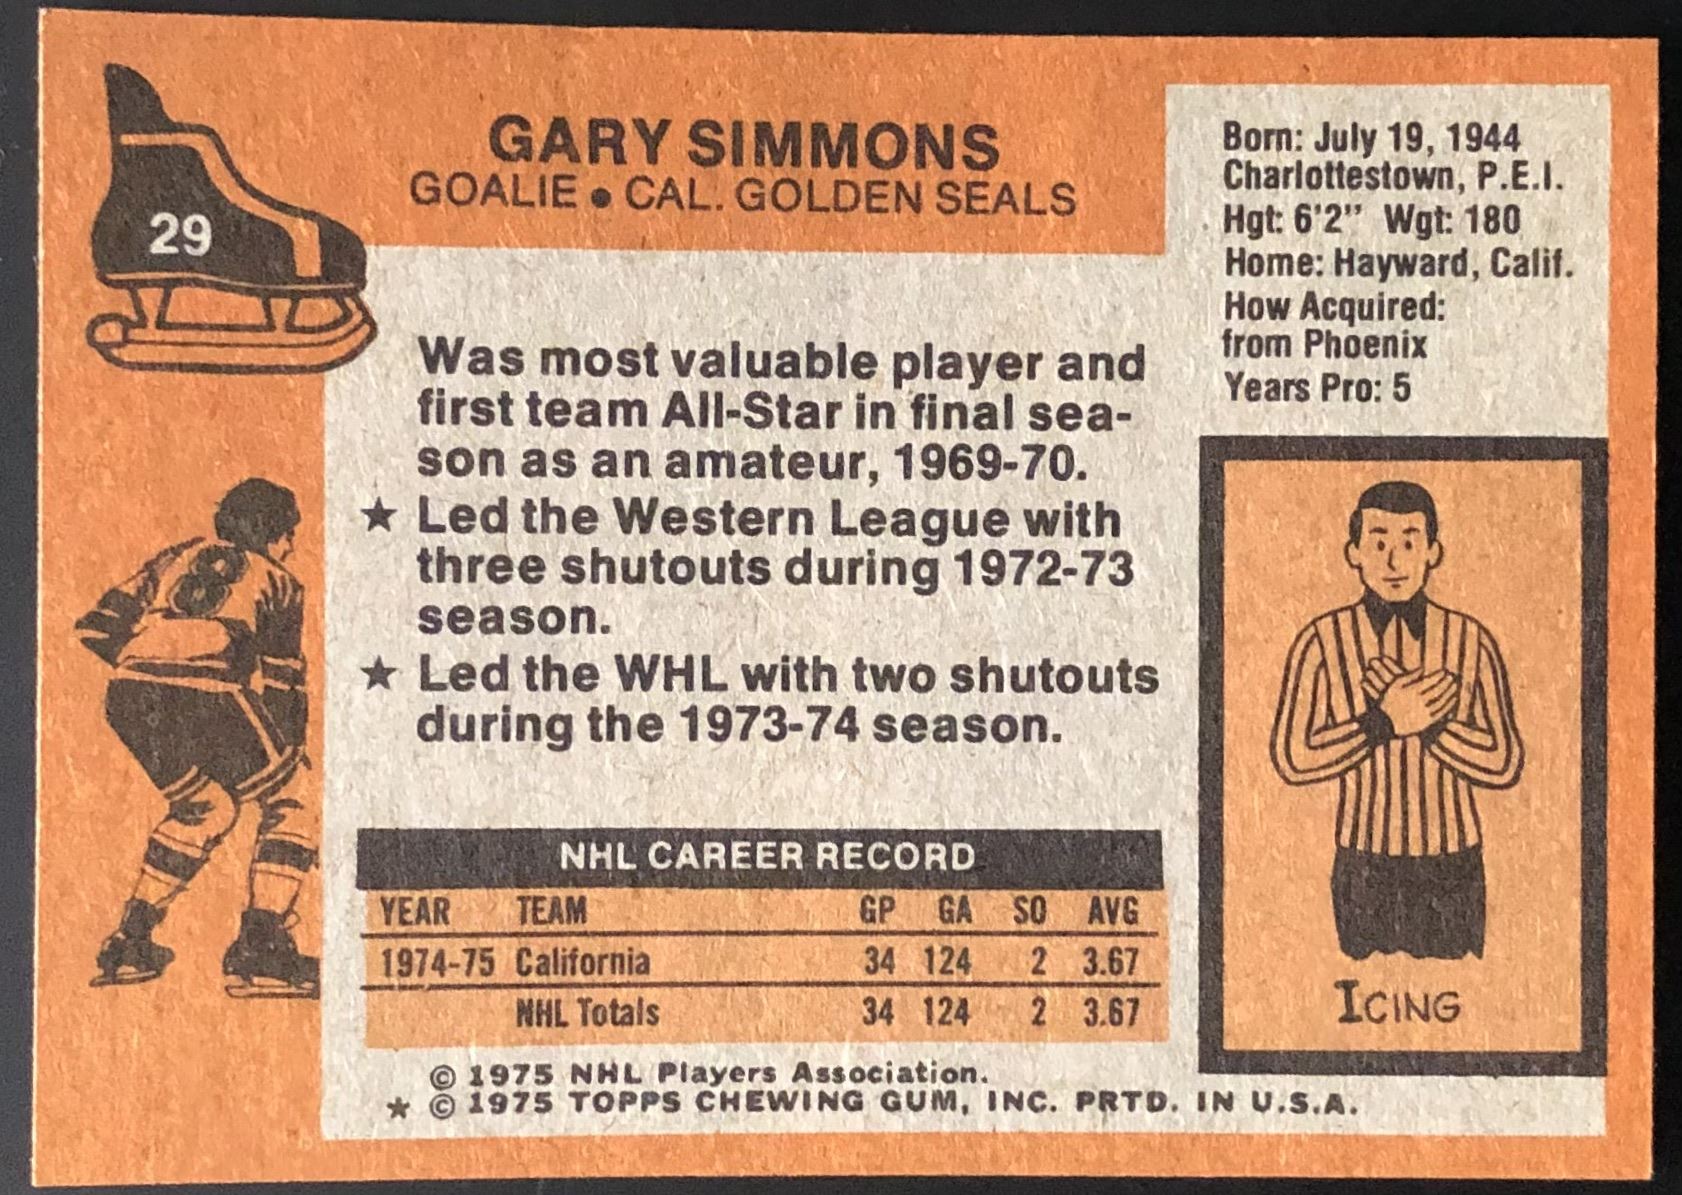 29
GARY SIMMONS
GOALIE ● CAL. GOLDEN SEALS
Born: July 19, 1944
Charlottestown, P.E.I.
Hgt: 6'2" Wgt: 180
Home: Hayward, Calif.
How Acquired:
from Phoenix
Years Pro: 5
Was most valuable player and
first team All-Star in final sea-
son as an amateur, 1969-70.
★ Led the Western League with
three shutouts during 1972-73
season.
★ Led the WHL with two shutouts
during the 1973-74 season.
8
NHL CAREER RECORD
YEAR TEAM GP GA SO AVG
1974-75 California 34 124 2 3.67
NHL Totals 34 124 2 3.67
ICING
© 1975 NHL Players Association.
★ © 1975 TOPPS CHEWING GUM, INC. PRTD. IN U.S.A.